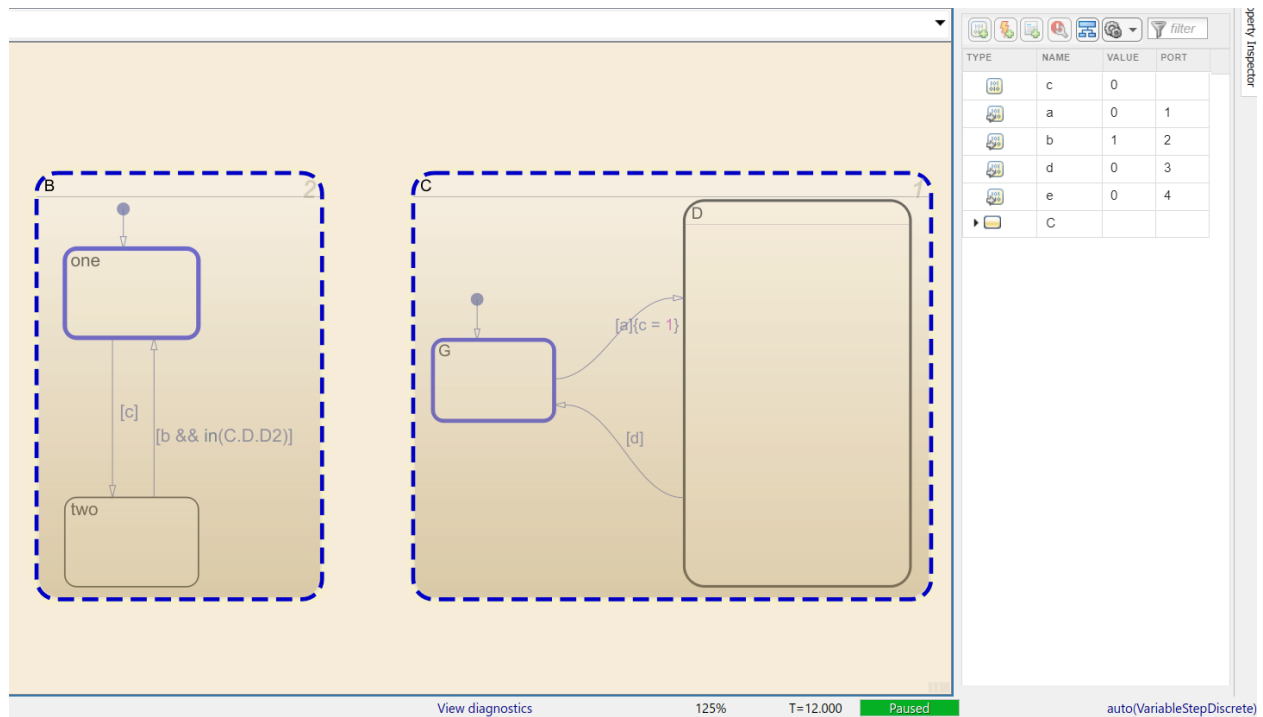 filter
perty Inspector
TYPE NAME VALUE PORT
c 0
a 0 1
b 1 2
d 0 3
e 0 4
C
B 2
one
[c]
[b && in(C.D.D2)]
two
C 1
D
G
[a]{c = 1}
[d]
View diagnostics 125% T=12.000 Paused auto(VariableStepDiscrete)